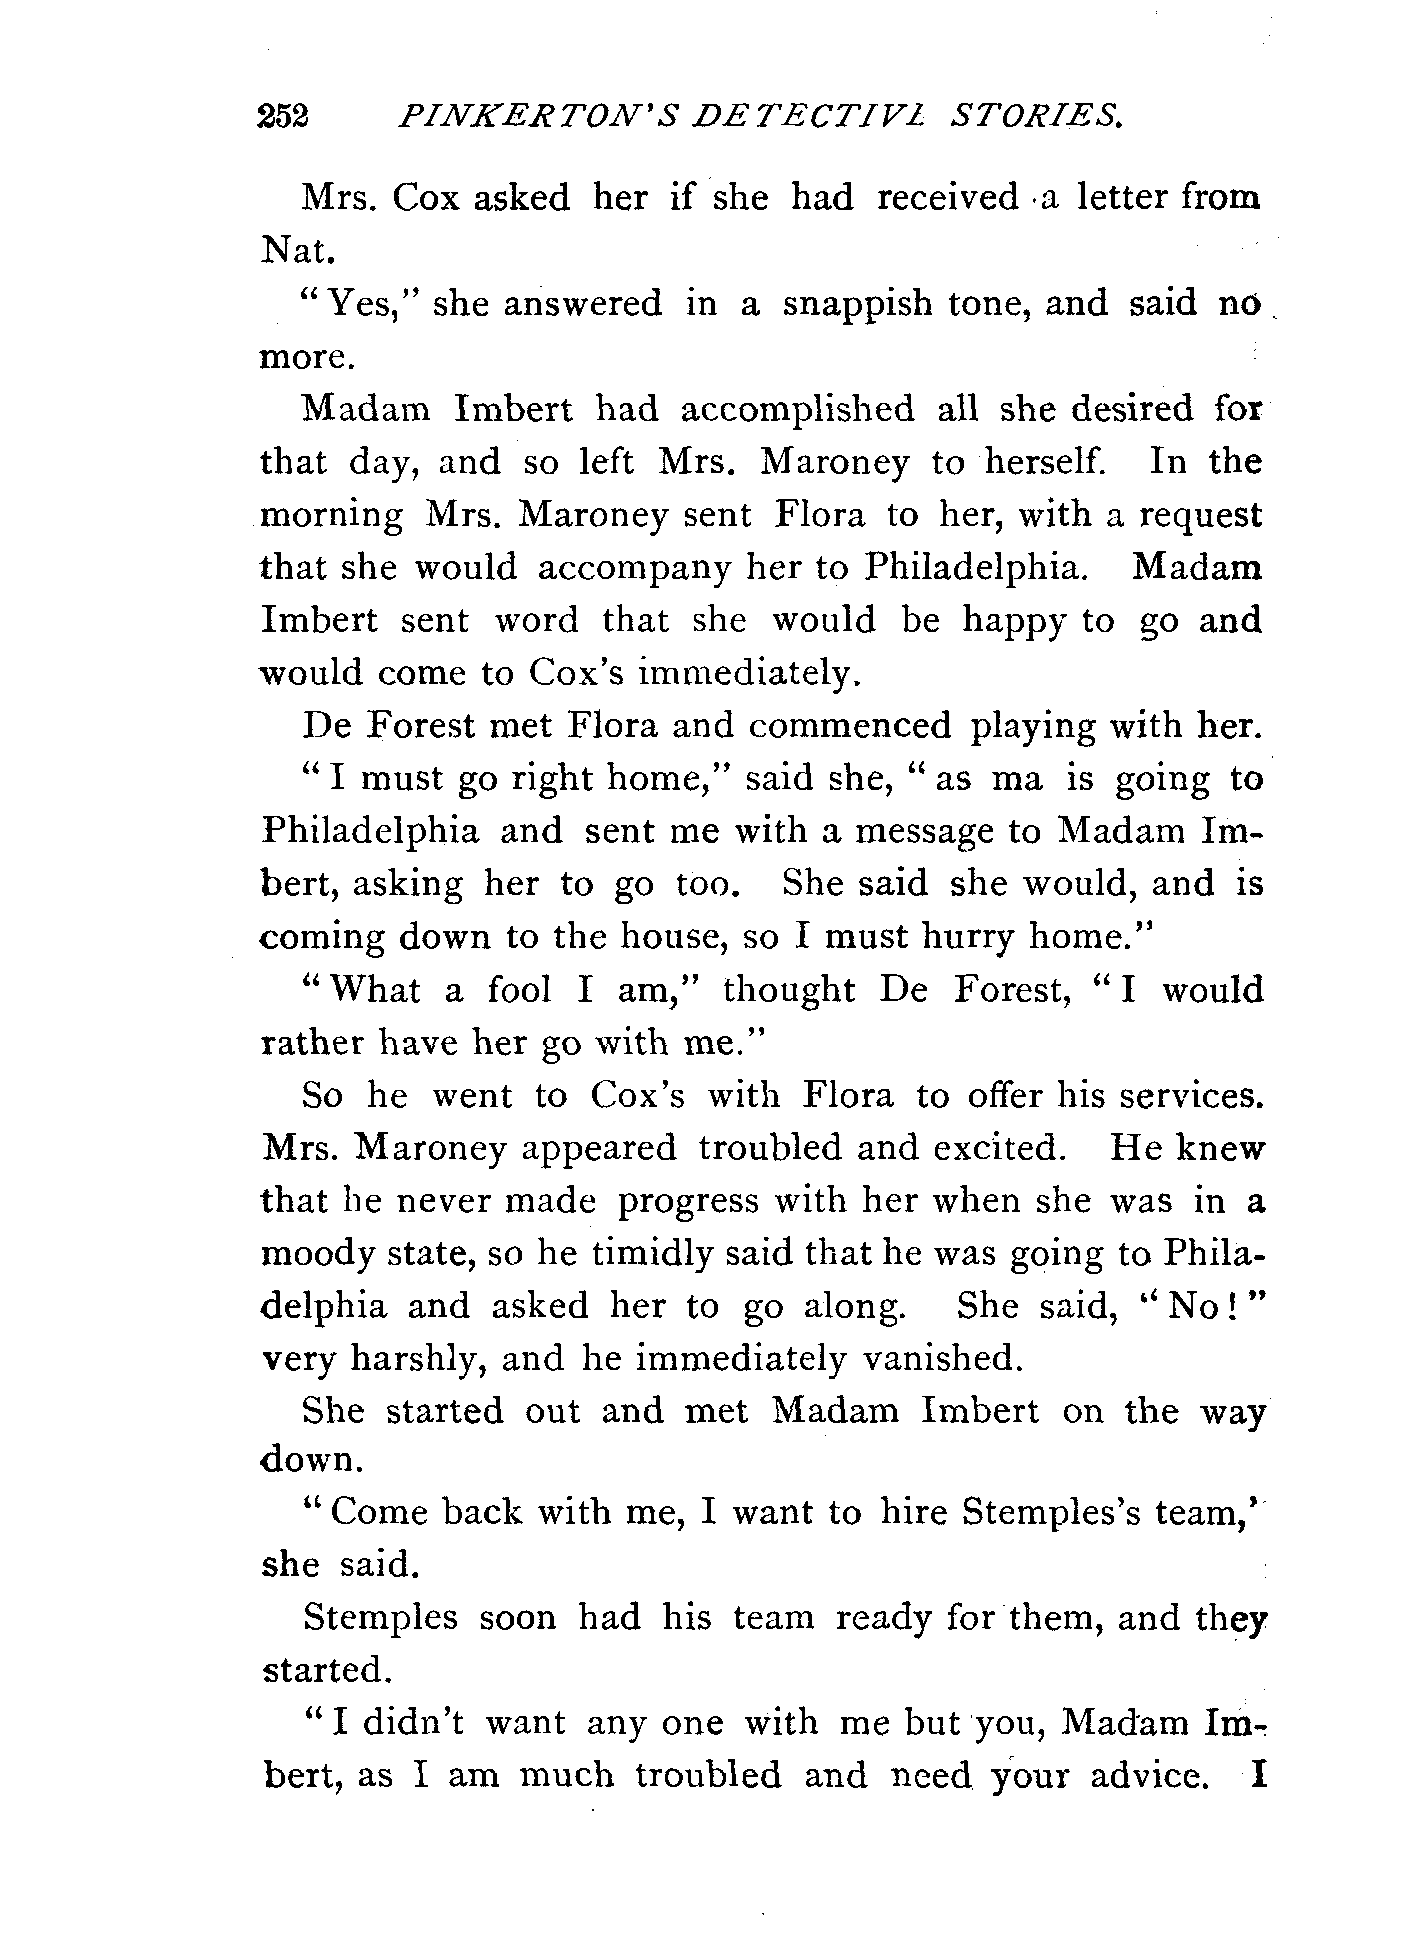 252 PINKERTON'S DETECTIVE STORIES.
Mrs. Cox asked her if she had received a letter from
Nat.
"Yes," she answered in a snappish tone, and said no
more.
Madam Imbert had accomplished all she desired for
that day, and so left Mrs. Maroney to herself. In the
morning Mrs. Maroney sent Flora to her, with a request
that she would accompany her to Philadelphia. Madam
Imbert sent word that she would be happy to go and
would come to Cox's immediately.
De Forest met Flora and commenced playing with her.
"I must go right home," said she, "as ma is going to
Philadelphia and sent me with a message to Madam Im-
bert, asking her to go too. She said she would, and is
coming down to the house, so I must hurry home."
"What a fool I am," thought De Forest, "I would
rather have her go with me."
So he went to Cox's with Flora to offer his services.
Mrs. Maroney appeared troubled and excited. He knew
that he never made progress with her when she was in a
moody state, so he timidly said that he was going to Phila-
delphia and asked her to go along. She said, "No!"
very harshly, and he immediately vanished.
She started out and met Madam Imbert on the way
down.
"Come back with me, I want to hire Stemples's team,'
she said.
Stemples soon had his team ready for them, and they
started.
"I didn't want any one with me but you, Madam Im-
bert, as I am much troubled and need your advice. I